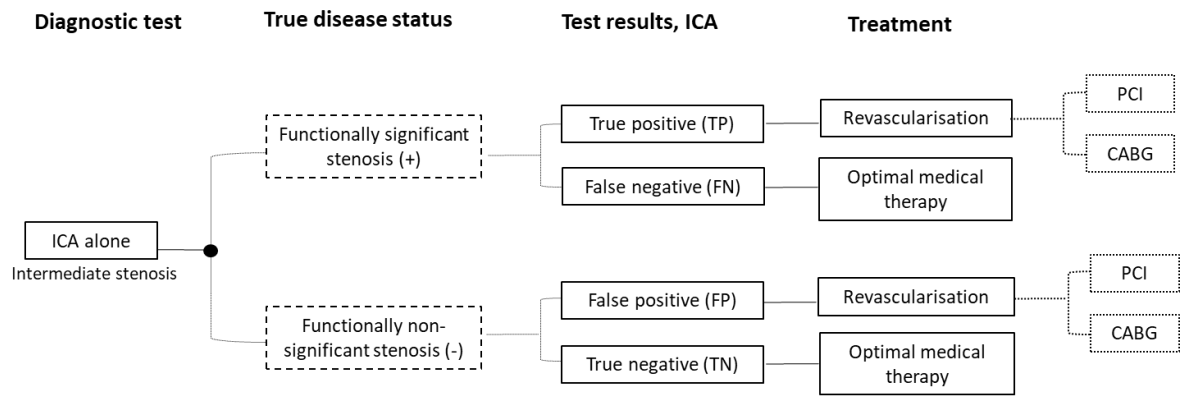 Diagnostic test
True disease status
Test results, ICA
Treatment
ICA alone
Intermediate stenosis
Functionally significant
stenosis (+)
True positive (TP)
Revascularisation
PCI
CABG
False negative (FN)
Optimal medical
therapy
Functionally non-
significant stenosis (-)
False positive (FP)
Revascularisation
PCI
CABG
True negative (TN)
Optimal medical
therapy